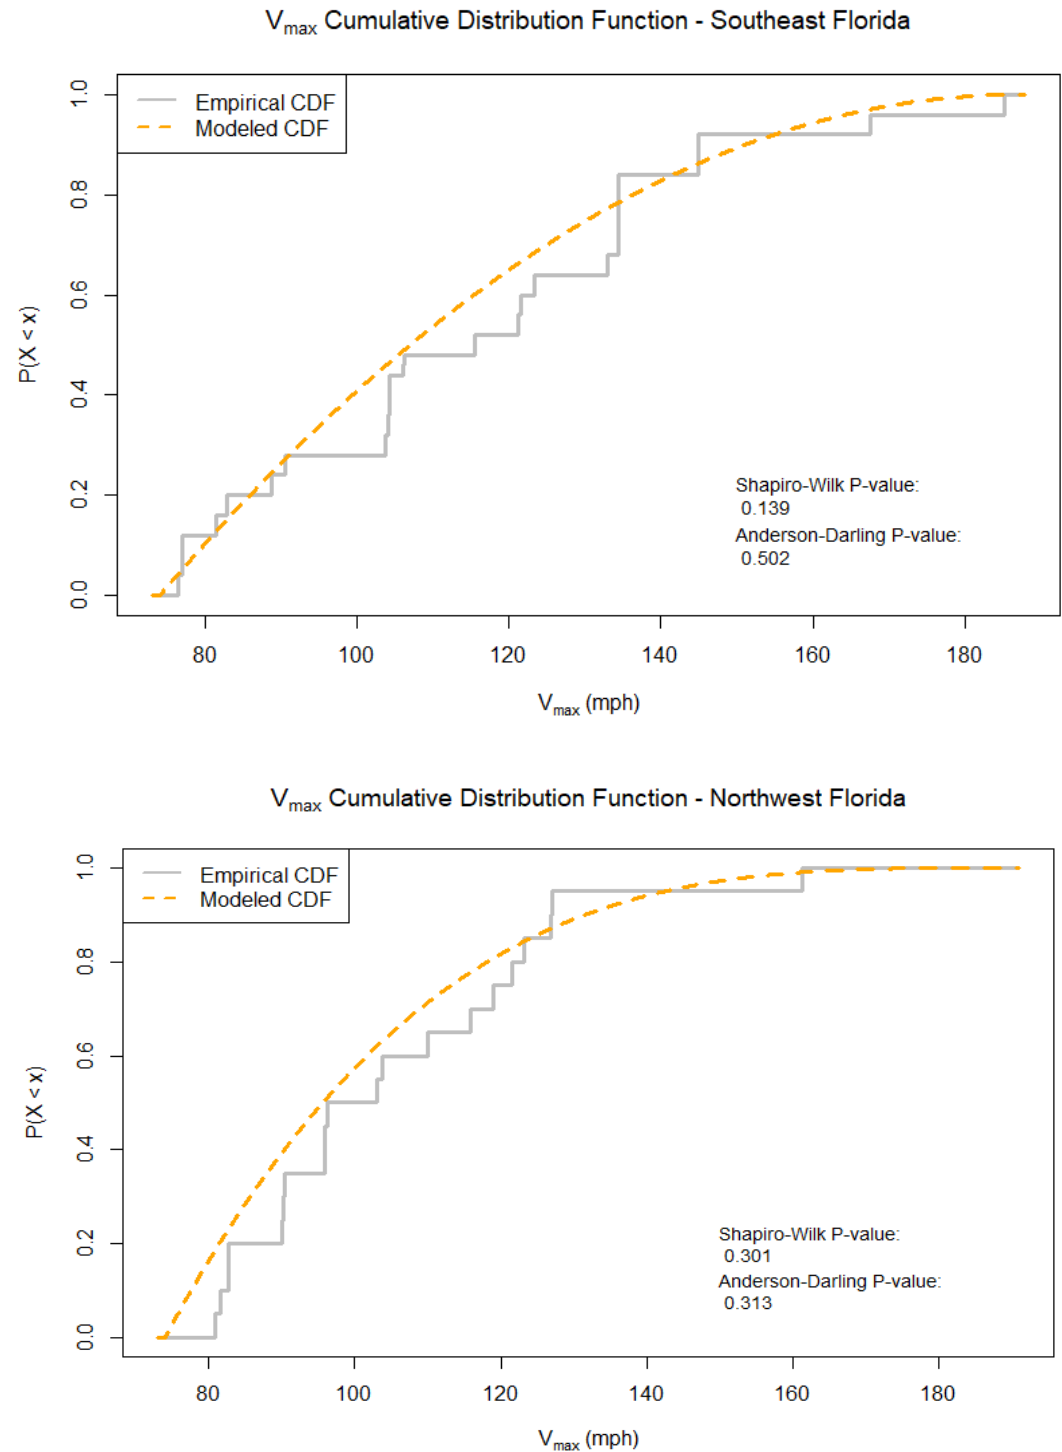 Vmax Cumulative Distribution Function - Southeast Florida
Empirical CDF
Modeled CDF
1.0
0.8
0.6
0.4
0.2
0.0
P(X < x)
Shapiro-Wilk P-value:
0.139
Anderson-Darling P-value:
0.502
80 100 120 140 160 180
Vmax (mph)
Vmax Cumulative Distribution Function - Northwest Florida
Empirical CDF
Modeled CDF
1.0
0.8
0.6
0.4
0.2
0.0
P(X < x)
Shapiro-Wilk P-value:
0.301
Anderson-Darling P-value:
0.313
80 100 120 140 160 180
Vmax (mph)